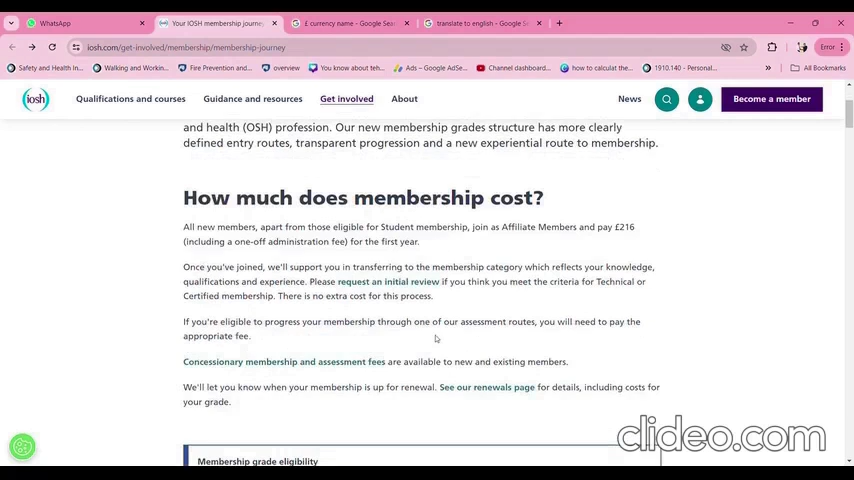 WhatsApp
Your IOSH membership journey
£ currency name - Google Sea
translate to english - Google Se
iosh.com/get-involved/membership/membership-journey
Error
Safety and Health In...
Walking and Workin...
Fire Prevention and...
overview
You know about teh...
Ads – Google AdSe...
Channel dashboard...
how to calculat the...
1910.140 - Personal...
All Bookmarks
iosh
Qualifications and courses
Guidance and resources
Get involved
About
News
Become a member
and health (OSH) profession. Our new membership grades structure has more clearly
defined entry routes, transparent progression and a new experiential route to membership.
How much does membership cost?
All new members, apart from those eligible for Student membership, join as Affiliate Members and pay £216
(including a one-off administration fee) for the first year.
Once you've joined, we'll support you in transferring to the membership category which reflects your knowledge,
qualifications and experience. Please request an initial review if you think you meet the criteria for Technical or
Certified membership. There is no extra cost for this process.
If you're eligible to progress your membership through one of our assessment routes, you will need to pay the
appropriate fee.
Concessionary membership and assessment fees are available to new and existing members.
We'll let you know when your membership is up for renewal. See our renewals page for details, including costs for
your grade.
Membership grade eligibility
clideo.com